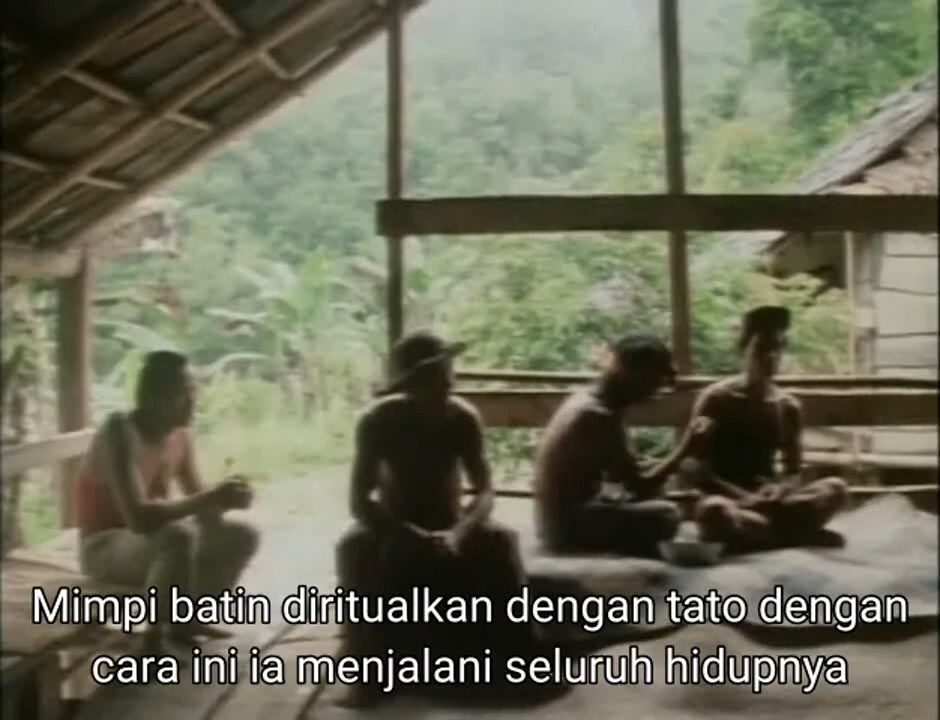 Mimpi batin diritualkan dengan tato dengan
cara ini ia menjalani seluruh hidupnya